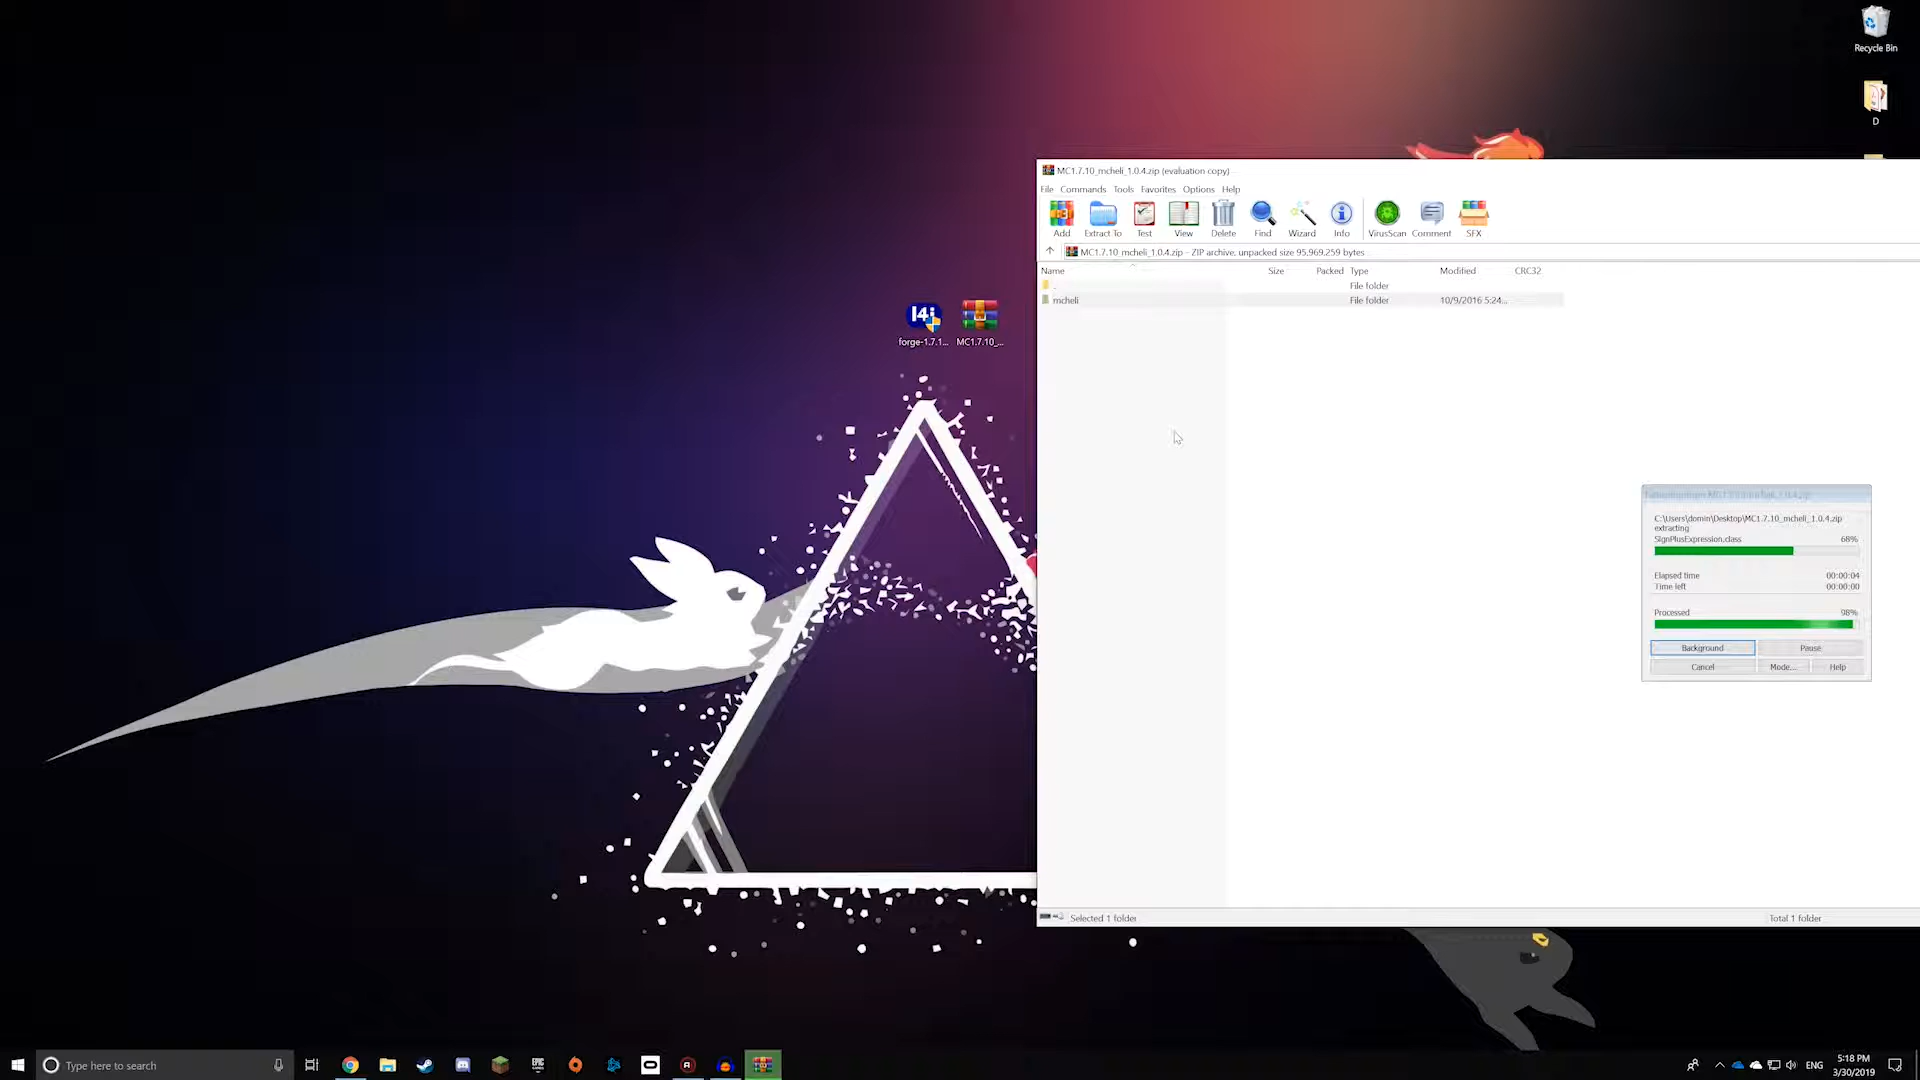 Recycle Bin
D
forge-1.7.1...
MC1.7.10_...
MC1.7.10_mcheli_1.0.4.zip (evaluation copy)
File Commands Tools Favorites Options Help
Add Extract To Test View Delete Find Wizard Info VirusScan Comment SFX
MC1.7.10_mcheli_1.0.4.zip - ZIP archive, unpacked size 95,969,259 bytes
Name Size Packed Type Modified CRC32
.. File folder
mcheli File folder 10/9/2016 5:24...
C:\Users\domin\Desktop\MC1.7.10_mcheli_1.0.4.zip
extracting
SignPlusExpression.class 68%
Elapsed time 00:00:04
Time left 00:00:00
Processed 98%
Background Pause
Cancel Mode... Help
Selected 1 folder Total 1 folder
Type here to search
EPIC GAMES
ENG
5:18 PM
3/30/2019